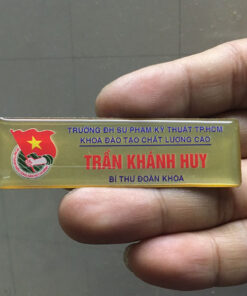 TRƯỜNG ĐH SƯ PHẠM KỸ THUẬT TP.HCM
KHOA ĐÀO TẠO CHẤT LƯỢNG CAO
TRẦN KHÁNH HUY
BÍ THƯ ĐOÀN KHOA